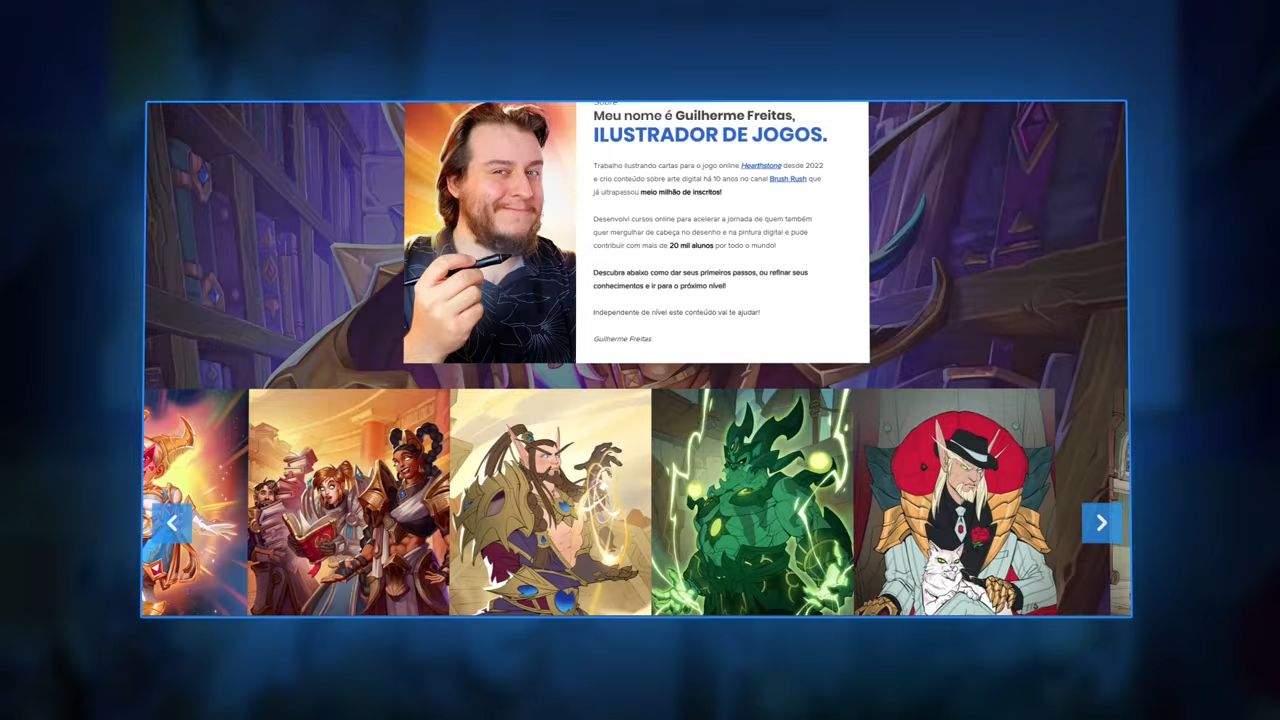 Sobre:
Meu nome é Guilherme Freitas,
ILUSTRADOR DE JOGOS.
Trabalho ilustrando cartas para o jogo online Hearthstone desde 2022
e crio conteúdo sobre arte digital há 10 anos no canal Brush Rush que
já ultrapassou meio milhão de inscritos!
Desenvolvi cursos online para acelerar a jornada de quem também
quer mergulhar de cabeça no desenho e na pintura digital e pude
contribuir com mais de 20 mil alunos por todo o mundo!
Descubra abaixo como dar seus primeiros passos, ou refinar seus
conhecimentos e ir para o próximo nível!
Independente de nível este conteúdo vai te ajudar!
Guilherme Freitas